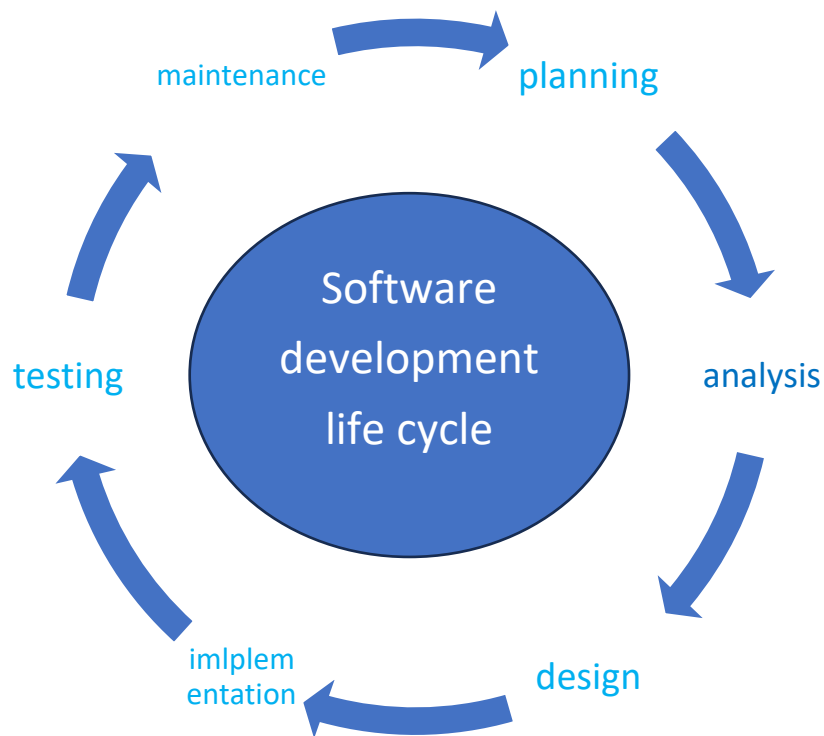 maintenance
planning
Software
development
life cycle
testing
analysis
imlplem
entation
design